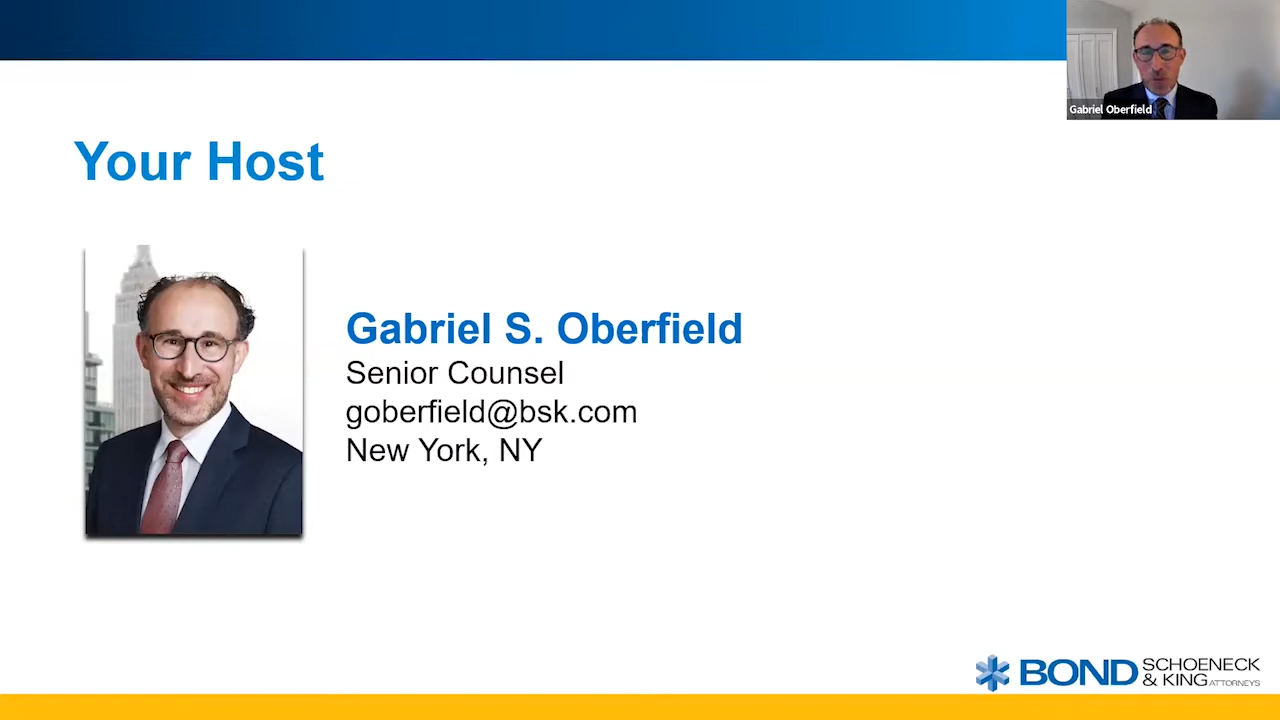 Gabriel Oberfield
Your Host
Gabriel S. Oberfield
Senior Counsel
goberfield@bsk.com
New York, NY
BOND SCHOENECK
& KING ATTORNEYS